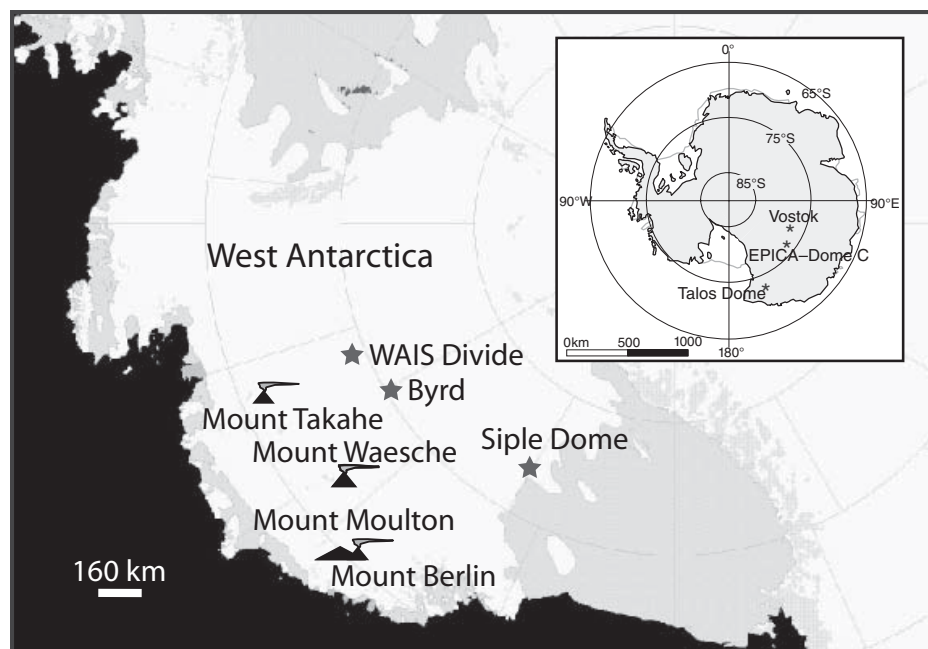 0°
65°S
75°S
85°S
90°W
90°E
Vostok
EPICA–Dome C
Talos Dome
0km 500 1000
180°
West Antarctica
WAIS Divide
Byrd
Mount Takahe
Siple Dome
Mount Waesche
Mount Moulton
Mount Berlin
160 km